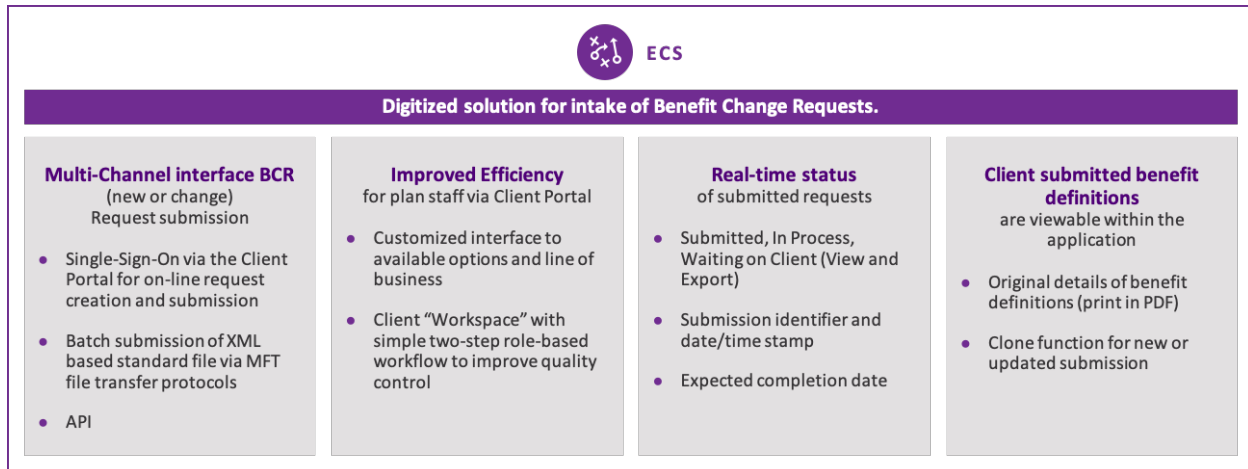 ECS
Digitized solution for intake of Benefit Change Requests.
Multi-Channel interface BCR
(new or change)
Request submission
● Single-Sign-On via the Client
Portal for on-line request
creation and submission
● Batch submission of XML
based standard file via MFT
file transfer protocols
● API
Improved Efficiency
for plan staff via Client Portal
● Customized interface to
available options and line of
business
● Client “Workspace” with
simple two-step role-based
workflow to improve quality
control
Real-time status
of submitted requests
● Submitted, In Process,
Waiting on Client (View and
Export)
● Submission identifier and
date/time stamp
● Expected completion date
Client submitted benefit
definitions
are viewable within the
application
● Original details of benefit
definitions (print in PDF)
● Clone function for new or
updated submission